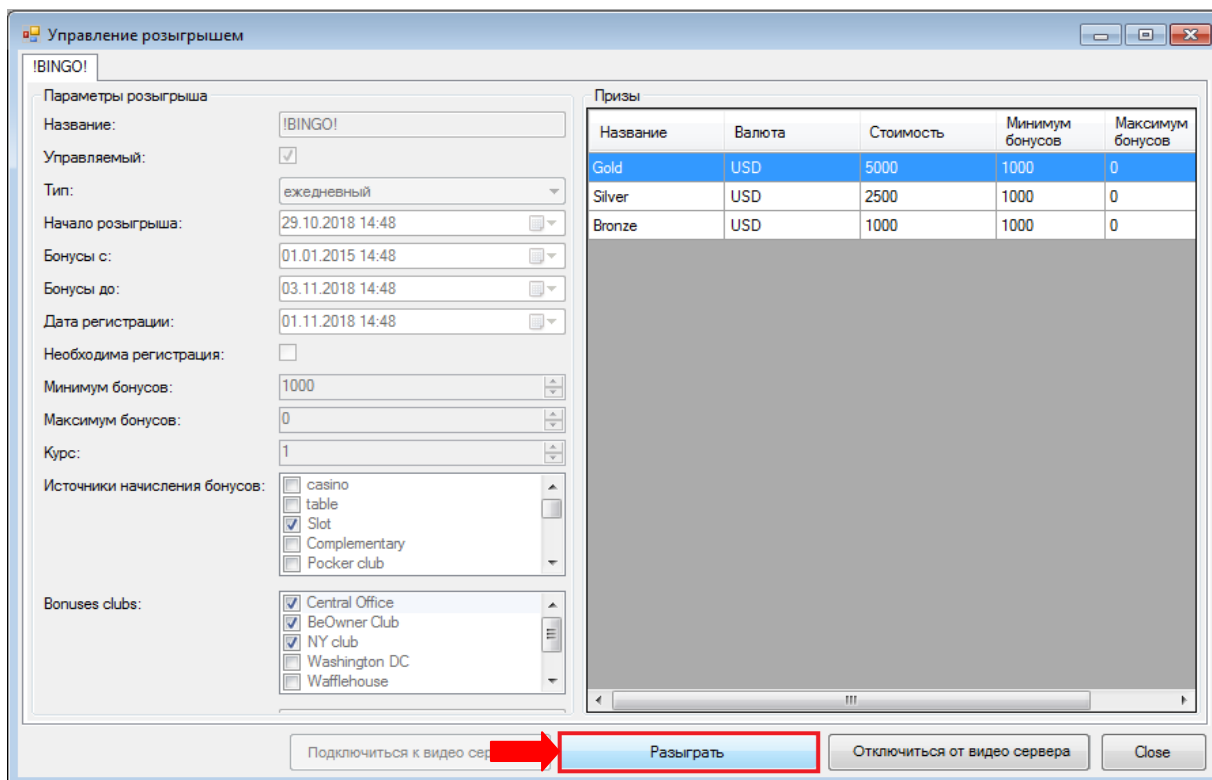 Управление розыгрышем
!BINGO!
Параметры розыгрыша
Название: !BINGO!
Управляемый:
Тип: ежедневный
Начало розыгрыша: 29.10.2018 14:48
Бонусы с: 01.01.2015 14:48
Бонусы до: 03.11.2018 14:48
Дата регистрации: 01.11.2018 14:48
Необходима регистрация:
Минимум бонусов: 1000
Максимум бонусов: 0
Курс: 1
Источники начисления бонусов: casino
table
Slot
Complementary
Pocker club
Bonuses clubs: Central Office
BeOwner Club
NY club
Washington DC
Wafflehouse
Призы
Название Валюта Стоимость Минимум бонусов Максимум бонусов
Gold USD 5000 1000 0
Silver USD 2500 1000 0
Bronze USD 1000 1000 0
Подключиться к видео сер Разыграть Отключиться от видео сервера Close